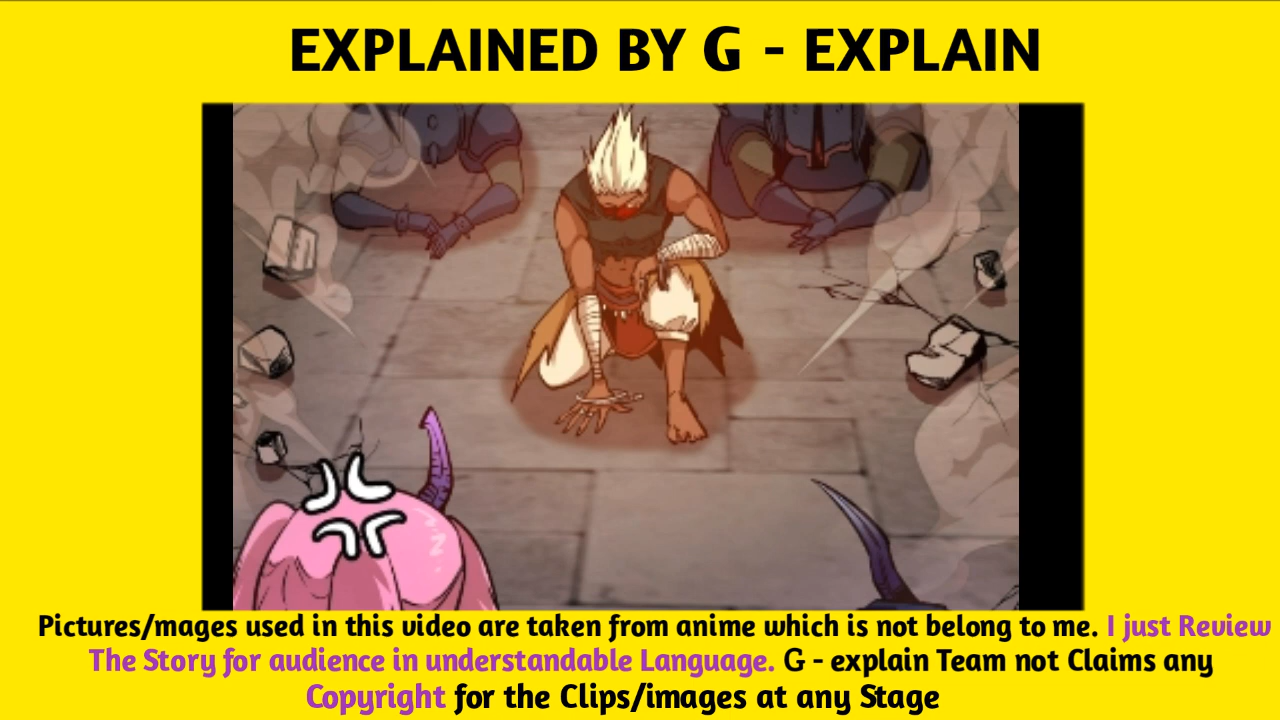 EXPLAINED BY G - EXPLAIN
Pictures/mages used in this video are taken from anime which is not belong to me. I just Review
The Story for audience in understandable Language. G - explain Team not Claims any
Copyright for the Clips/images at any Stage